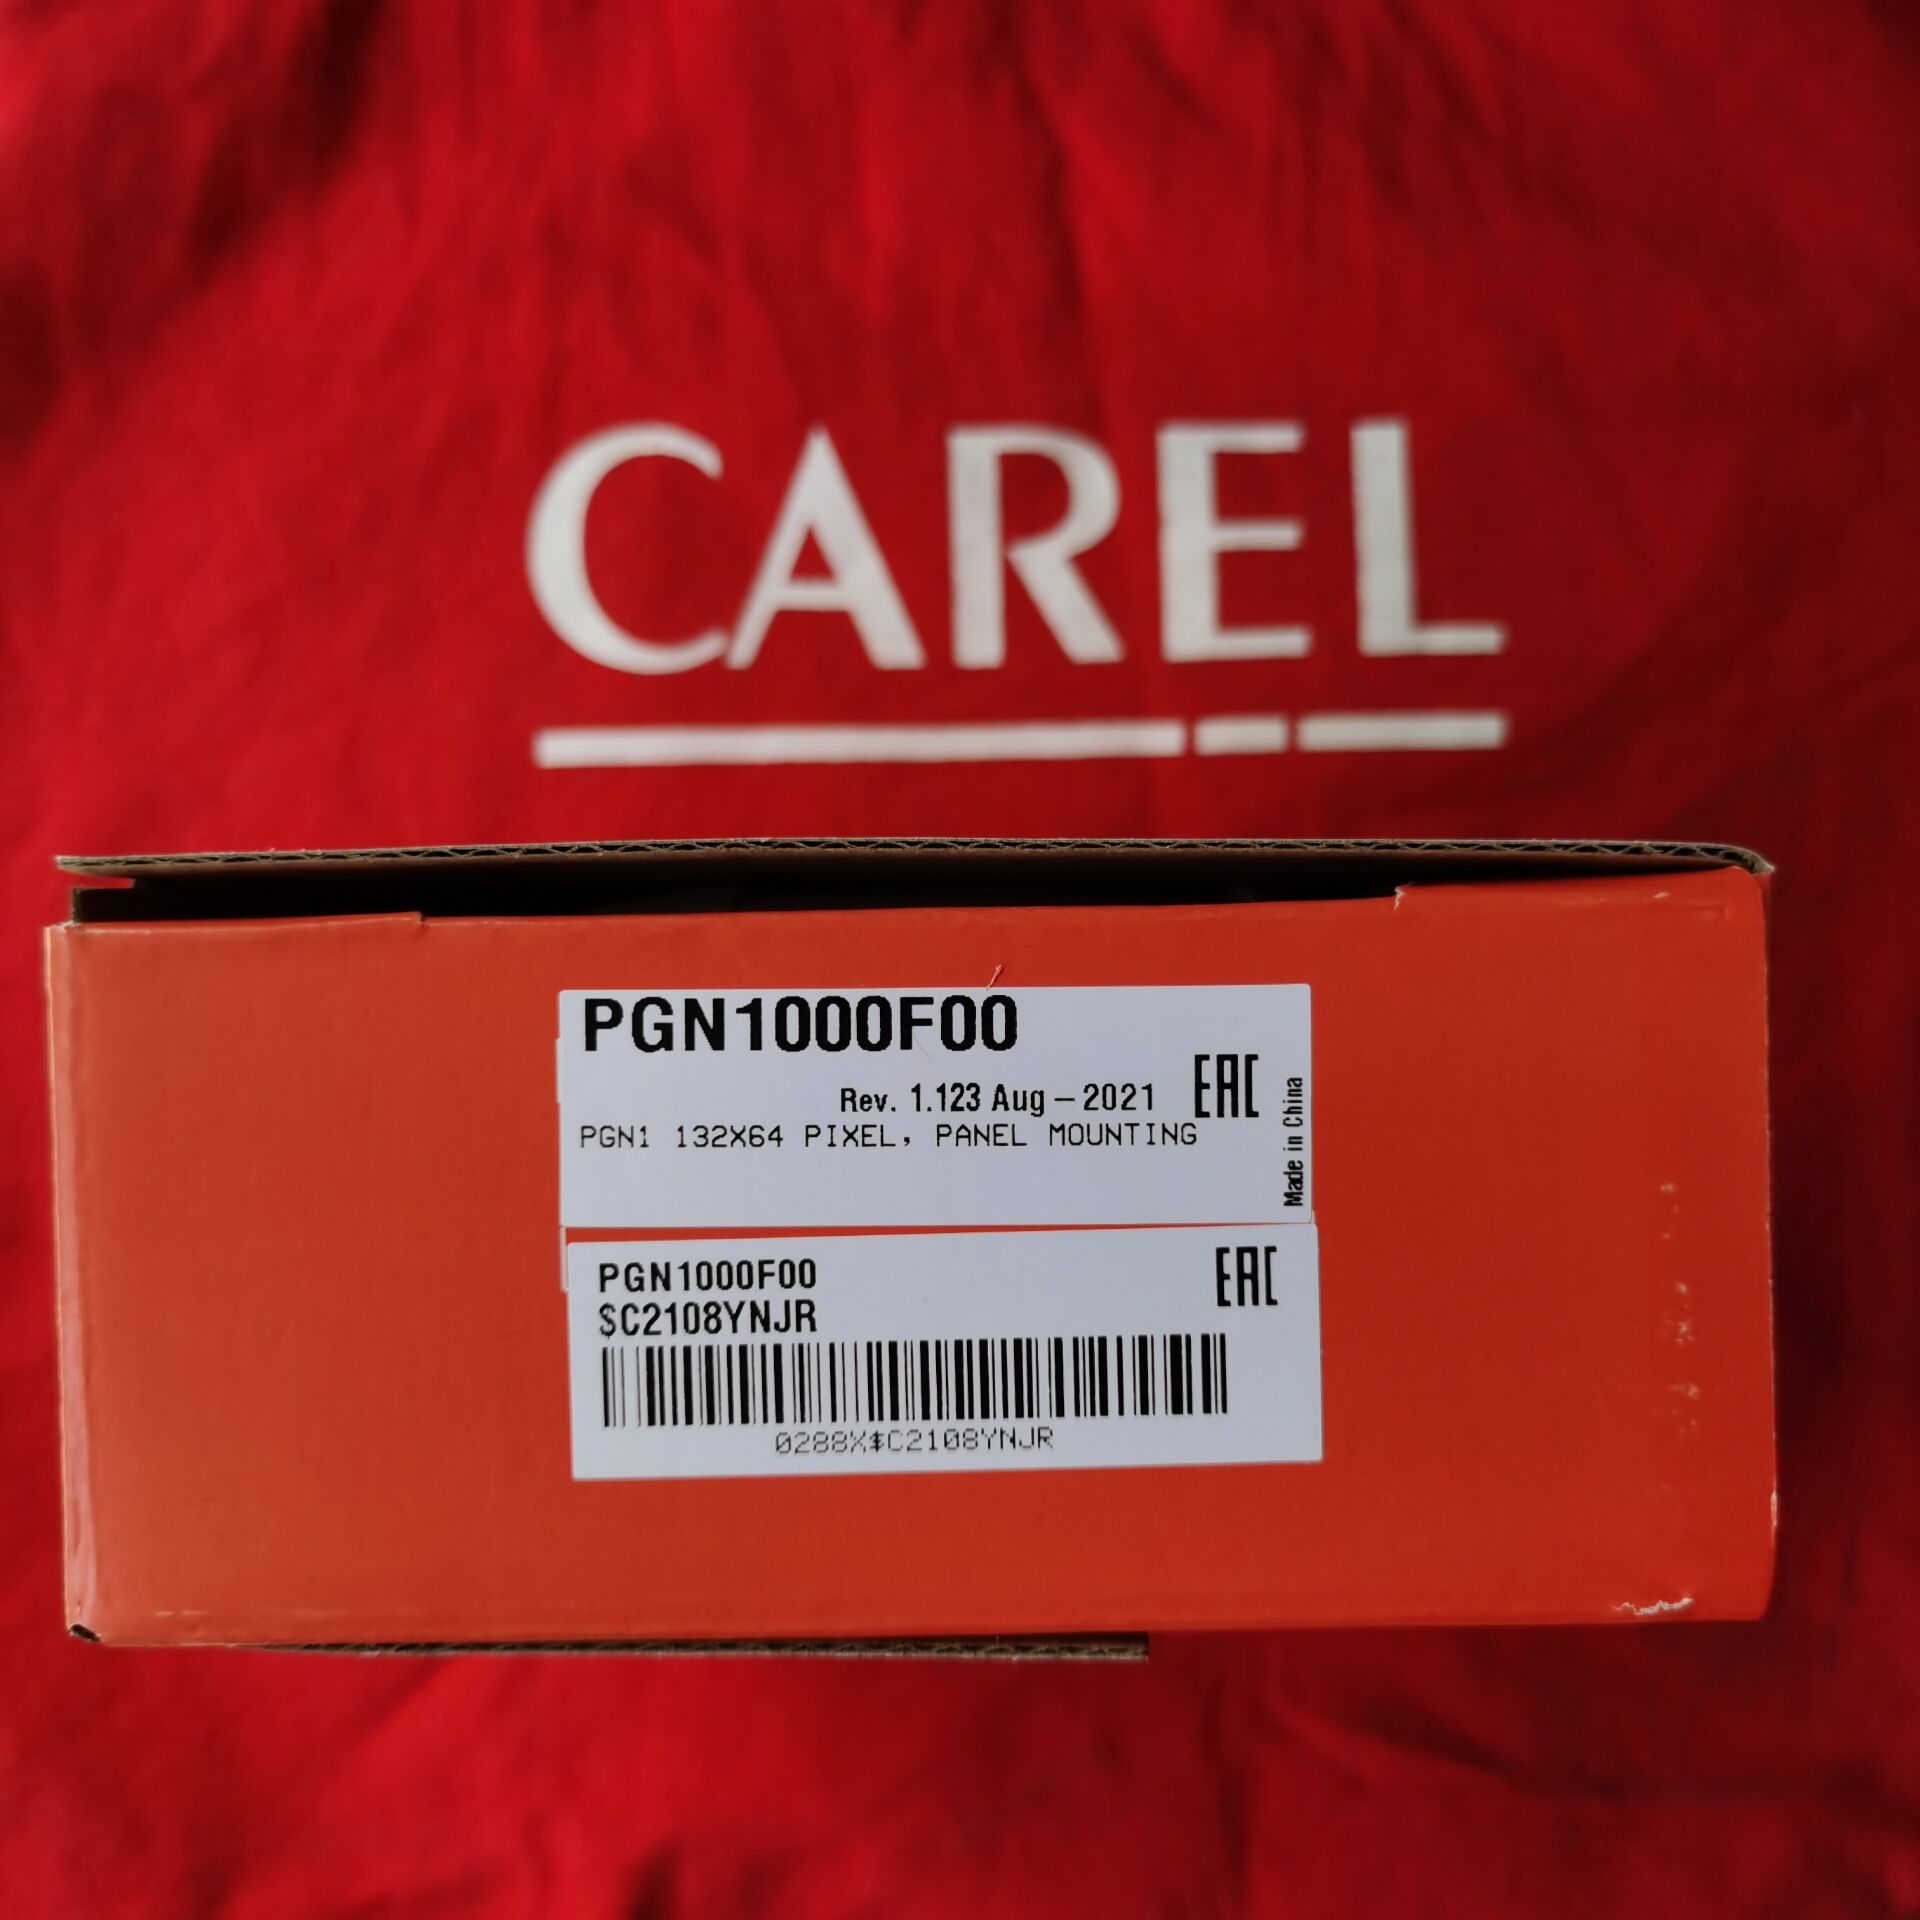 CAREL
PGN1000F00
Rev. 1.123 Aug – 2021
EAC
PGN1 132X64 PIXEL, PANEL MOUNTING
Made in China
PGN1000F00
EAC
$C2108YNJR
0288X$C2108YNJR